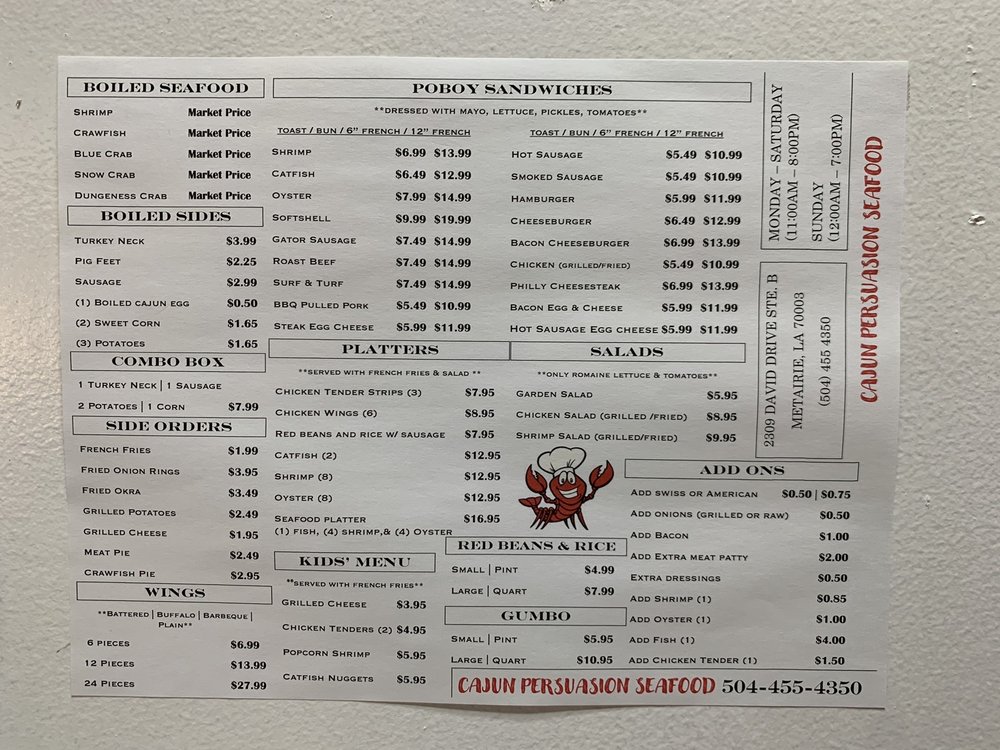 BOILED SEAFOOD
SHRIMP Market Price
CRAWFISH Market Price
BLUE CRAB Market Price
SNOW CRAB Market Price
DUNGENESS CRAB Market Price
BOILED SIDES
TURKEY NECK $3.99
PIG FEET $2.25
SAUSAGE $2.99
(1) BOILED CAJUN EGG $0.50
(2) SWEET CORN $1.65
(3) POTATOES $1.65
COMBO BOX
1 TURKEY NECK | 1 SAUSAGE
2 POTATOES | 1 CORN $7.99
SIDE ORDERS
FRENCH FRIES $1.99
FRIED ONION RINGS $3.95
FRIED OKRA $3.49
GRILLED POTATOES $2.49
GRILLED CHEESE $1.95
MEAT PIE $2.49
CRAWFISH PIE $2.95
WINGS
**BATTERED | BUFFALO | BARBEQUE |
PLAIN**
6 PIECES $6.99
12 PIECES $13.99
24 PIECES $27.99
POBOY SANDWICHES
**DRESSED WITH MAYO, LETTUCE, PICKLES, TOMATOES**
TOAST / BUN / 6" FRENCH / 12" FRENCH
SHRIMP $6.99 $13.99
CATFISH $6.49 $12.99
OYSTER $7.99 $14.99
SOFTSHELL $9.99 $19.99
GATOR SAUSAGE $7.49 $14.99
ROAST BEEF $7.49 $14.99
SURF & TURF $7.49 $14.99
BBQ PULLED PORK $5.49 $10.99
STEAK EGG CHEESE $5.99 $11.99
TOAST / BUN / 6" FRENCH / 12" FRENCH
HOT SAUSAGE $5.49 $10.99
SMOKED SAUSAGE $5.49 $10.99
HAMBURGER $5.99 $11.99
CHEESEBURGER $6.49 $12.99
BACON CHEESEBURGER $6.99 $13.99
CHICKEN (GRILLED/FRIED) $5.49 $10.99
PHILLY CHEESESTEAK $6.99 $13.99
BACON EGG & CHEESE $5.99 $11.99
HOT SAUSAGE EGG CHEESE $5.99 $11.99
PLATTERS
**SERVED WITH FRENCH FRIES & SALAD **
CHICKEN TENDER STRIPS (3) $7.95
CHICKEN WINGS (6) $8.95
RED BEANS AND RICE W/ SAUSAGE $7.95
CATFISH (2) $12.95
SHRIMP (8) $12.95
OYSTER (8) $12.95
SEAFOOD PLATTER $16.95
(1) FISH, (4) SHRIMP,& (4) OYSTER
KIDS' MENU
**SERVED WITH FRENCH FRIES**
GRILLED CHEESE $3.95
CHICKEN TENDERS (2) $4.95
POPCORN SHRIMP $5.95
CATFISH NUGGETS $5.95
SALADS
**ONLY ROMAINE LETTUCE & TOMATOES**
GARDEN SALAD $5.95
CHICKEN SALAD (GRILLED /FRIED) $8.95
SHRIMP SALAD (GRILLED/FRIED) $9.95
RED BEANS & RICE
SMALL | PINT $4.99
LARGE | QUART $7.99
GUMBO
SMALL | PINT $5.95
LARGE | QUART $10.95
ADD ONS
ADD SWISS OR AMERICAN $0.50 | $0.75
ADD ONIONS (GRILLED OR RAW) $0.50
ADD BACON $1.00
ADD EXTRA MEAT PATTY $2.00
EXTRA DRESSINGS $0.50
ADD SHRIMP (1) $0.85
ADD OYSTER (1) $1.00
ADD FISH (1) $4.00
ADD CHICKEN TENDER (1) $1.50
CAJUN PERSUASION SEAFOOD 504-455-4350
MONDAY – SATURDAY
(11:00AM – 8:00PM)
SUNDAY
(12:00AM – 7:00PM)
2309 DAVID DRIVE STE. B
METAIRIE, LA 70003
(504) 455 4350
CAJUN PERSUASION SEAFOOD